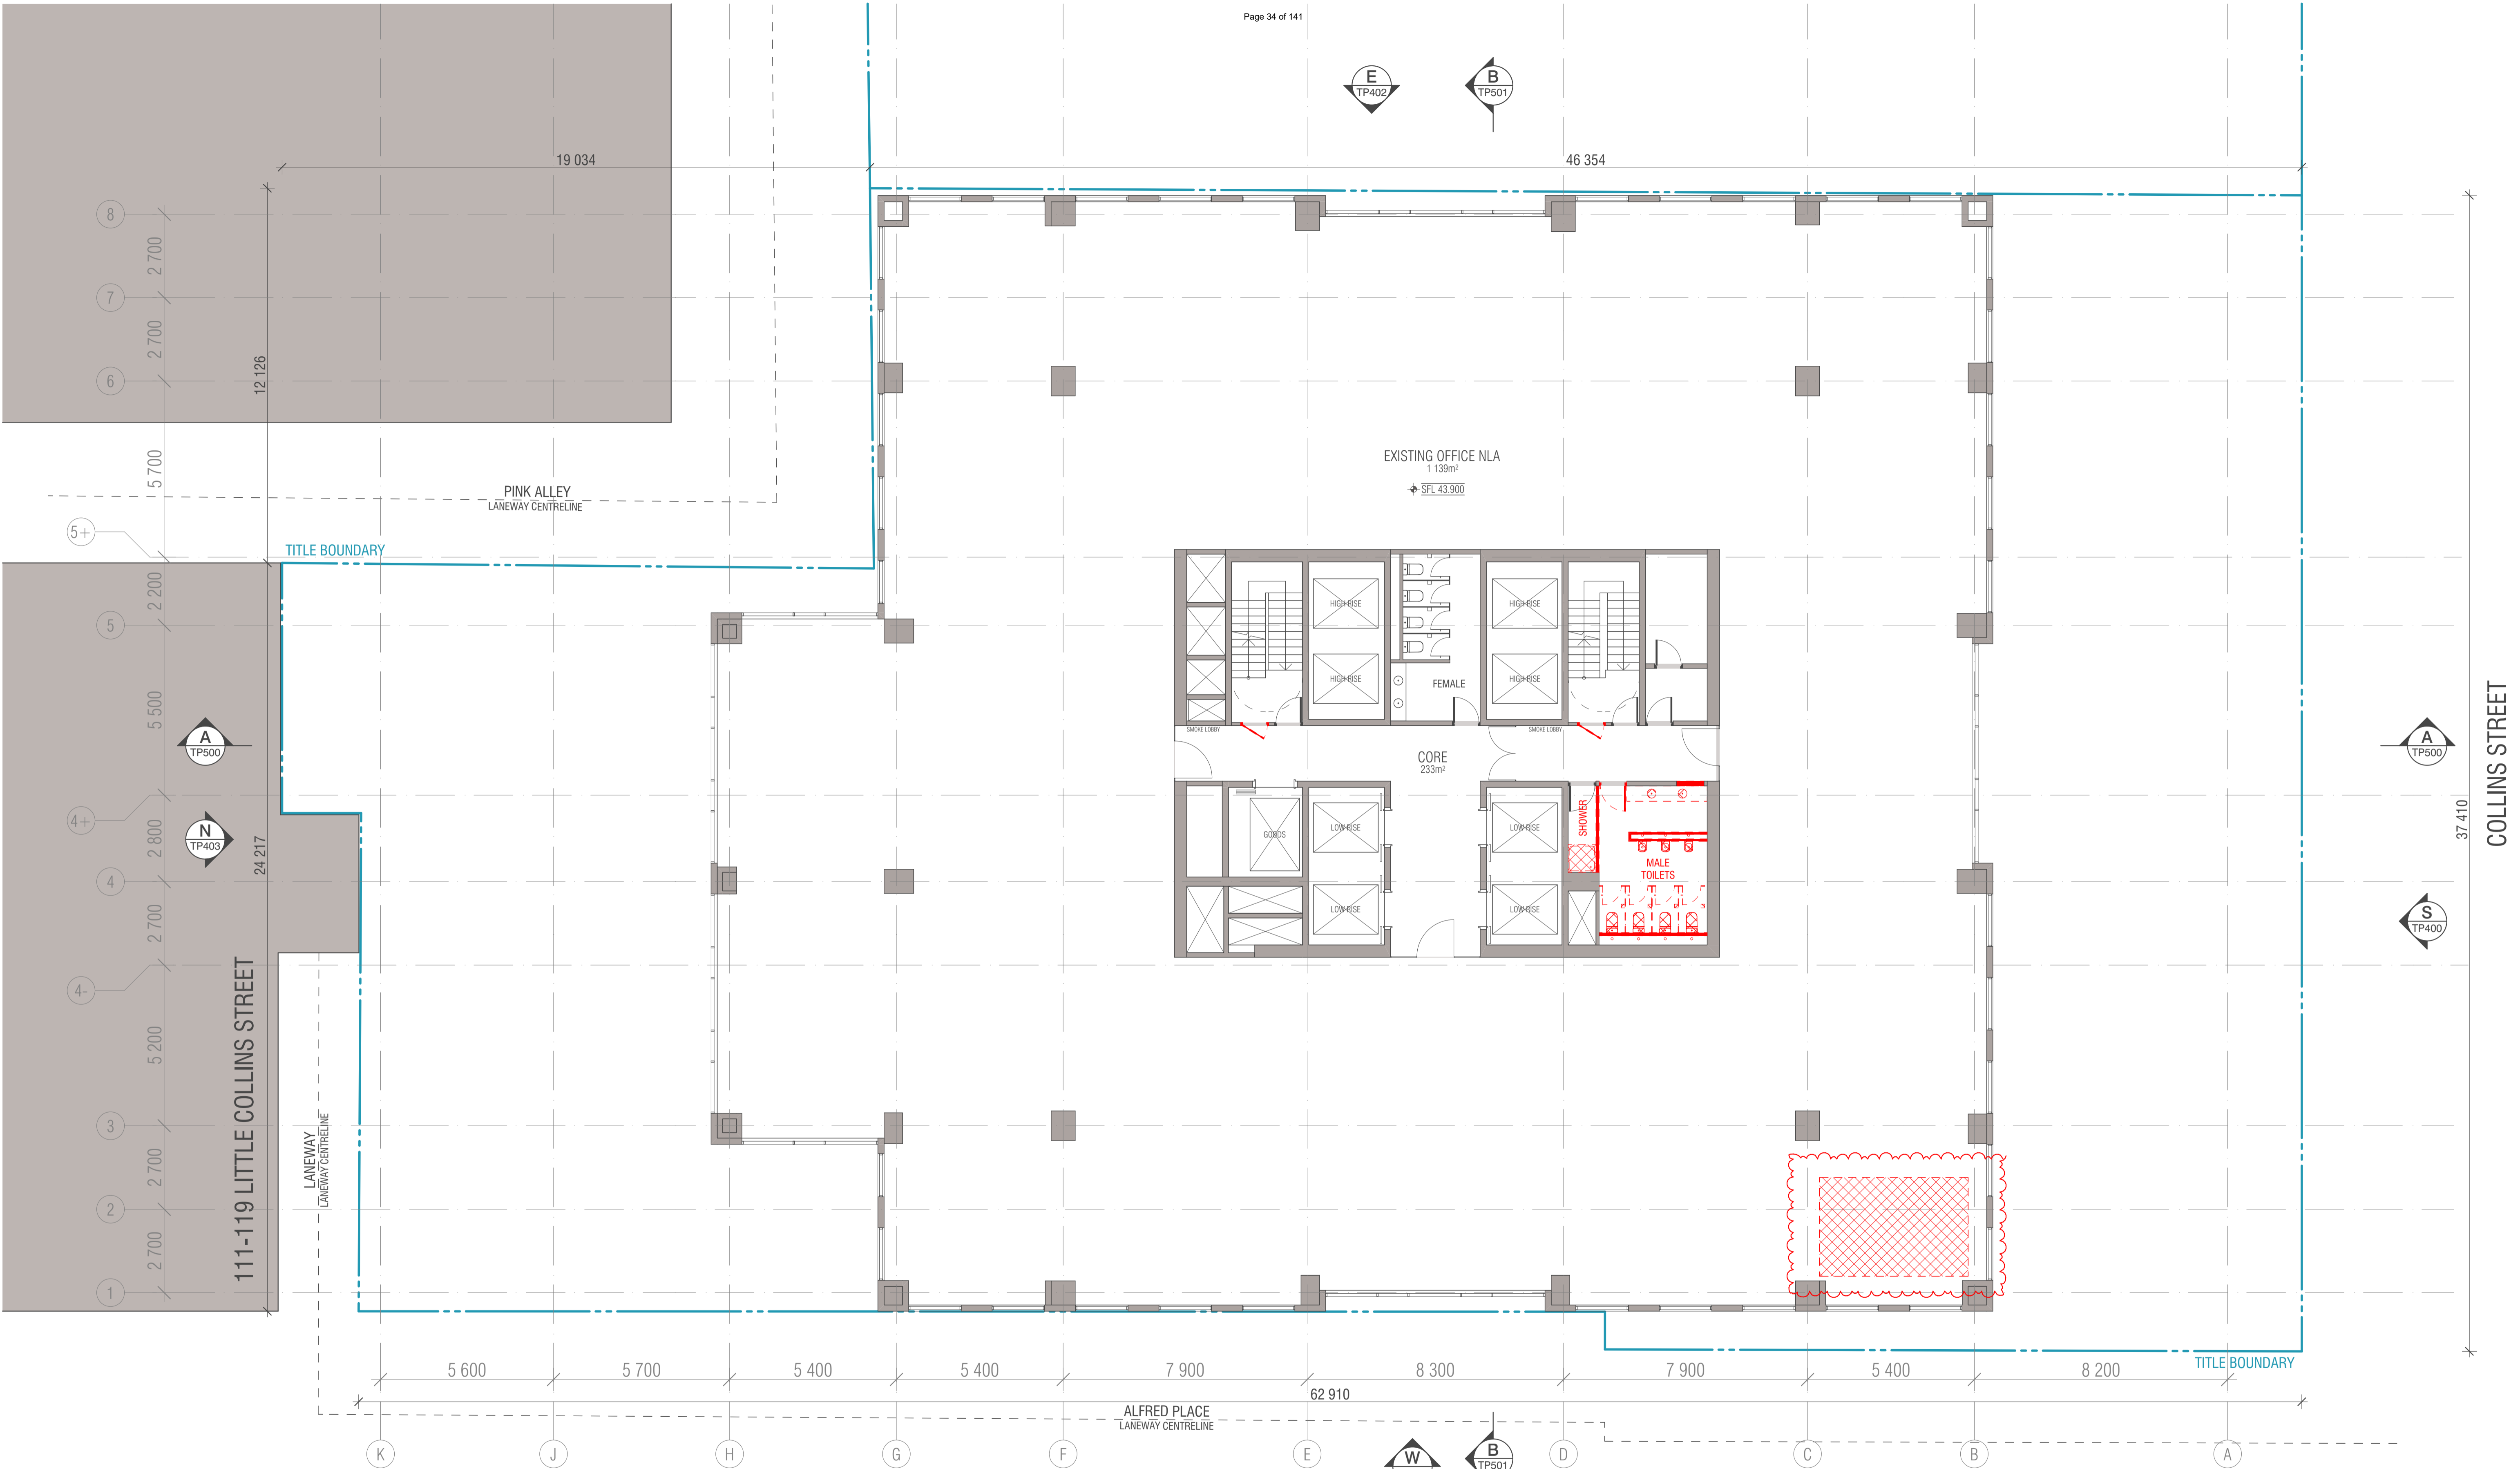 Page 34 of 141
E
TP402
B
TP501
19 034
46 354
8
2 700
7
2 700
6
12 126
5 700
5+
PINK ALLEY
LANEWAY CENTRELINE
EXISTING OFFICE NLA
1 139m²
SFL 43.900
TITLE BOUNDARY
2 200
5
5 500
A
TP500
4+
N
TP403
2 800
24 217
4
2 700
4-
5 200
3
2 700
2
2 700
1
111-119 LITTLE COLLINS STREET
LANEWAY
LANEWAY CENTRELINE
HIGH RISE
HIGH RISE
HIGH RISE
HIGH RISE
FEMALE
SMOKE LOBBY
SMOKE LOBBY
CORE
233m²
GOODS
LOW RISE
LOW RISE
LOW RISE
LOW RISE
SHOWER
MALE
TOILETS
A
TP500
S
TP400
37 410
COLLINS STREET
TITLE BOUNDARY
5 600
5 700
5 400
5 400
7 900
8 300
7 900
5 400
8 200
62 910
ALFRED PLACE
LANEWAY CENTRELINE
K
J
H
G
F
E
W
B
TP501
D
C
B
A